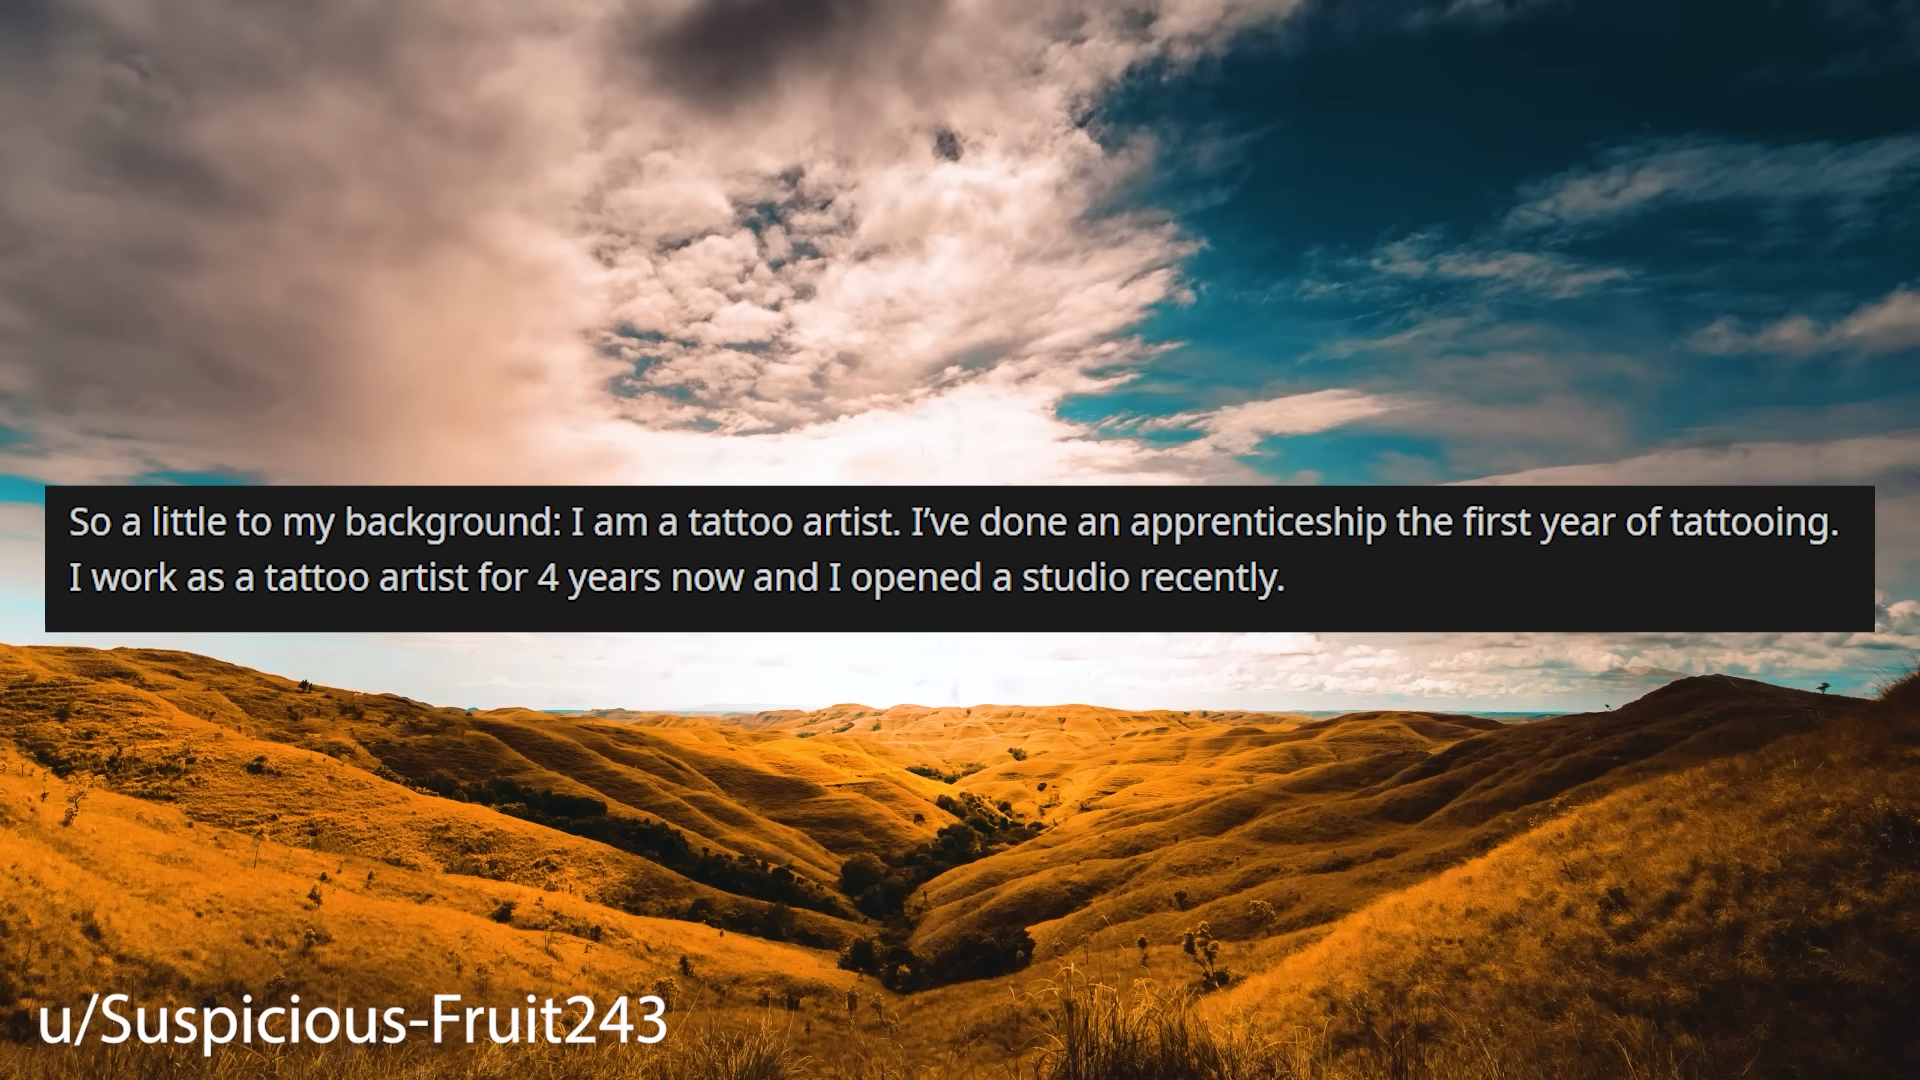 So a little to my background: I am a tattoo artist. I’ve done an apprenticeship the first year of tattooing.
I work as a tattoo artist for 4 years now and I opened a studio recently.
u/Suspicious-Fruit243